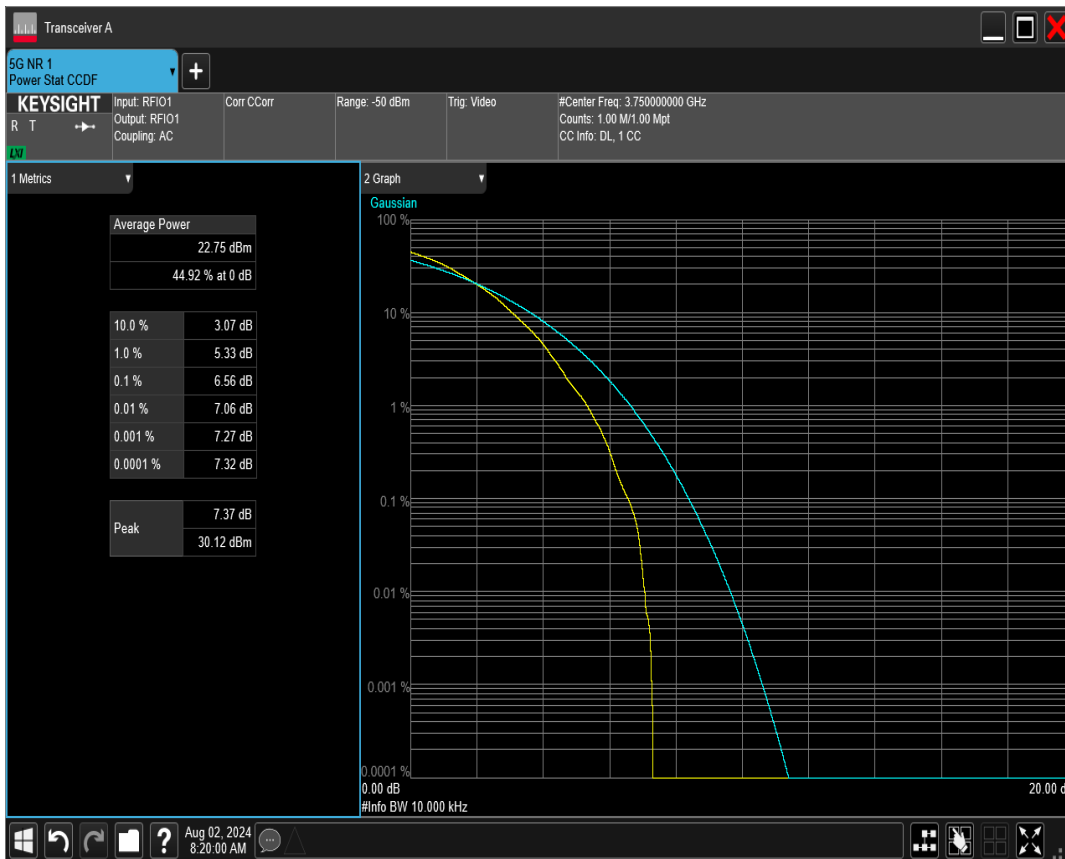 Transceiver A
5G NR 1
Power Stat CCDF
+
KEYSIGHT
R T
LXI
Input: RFIO1
Output: RFIO1
Coupling: AC
Corr CCorr
Range: -50 dBm
Trig: Video
#Center Freq: 3.750000000 GHz
Counts: 1.00 M/1.00 Mpt
CC Info: DL, 1 CC
1 Metrics
Average Power
22.75 dBm
44.92 % at 0 dB
10.0 % 3.07 dB
1.0 % 5.33 dB
0.1 % 6.56 dB
0.01 % 7.06 dB
0.001 % 7.27 dB
0.0001 % 7.32 dB
Peak 7.37 dB
30.12 dBm
2 Graph
Gaussian
100 %
10 %
1 %
0.1 %
0.01 %
0.001 %
0.0001 %
0.00 dB 20.00 d
#Info BW 10.000 kHz
?
Aug 02, 2024
8:20:00 AM